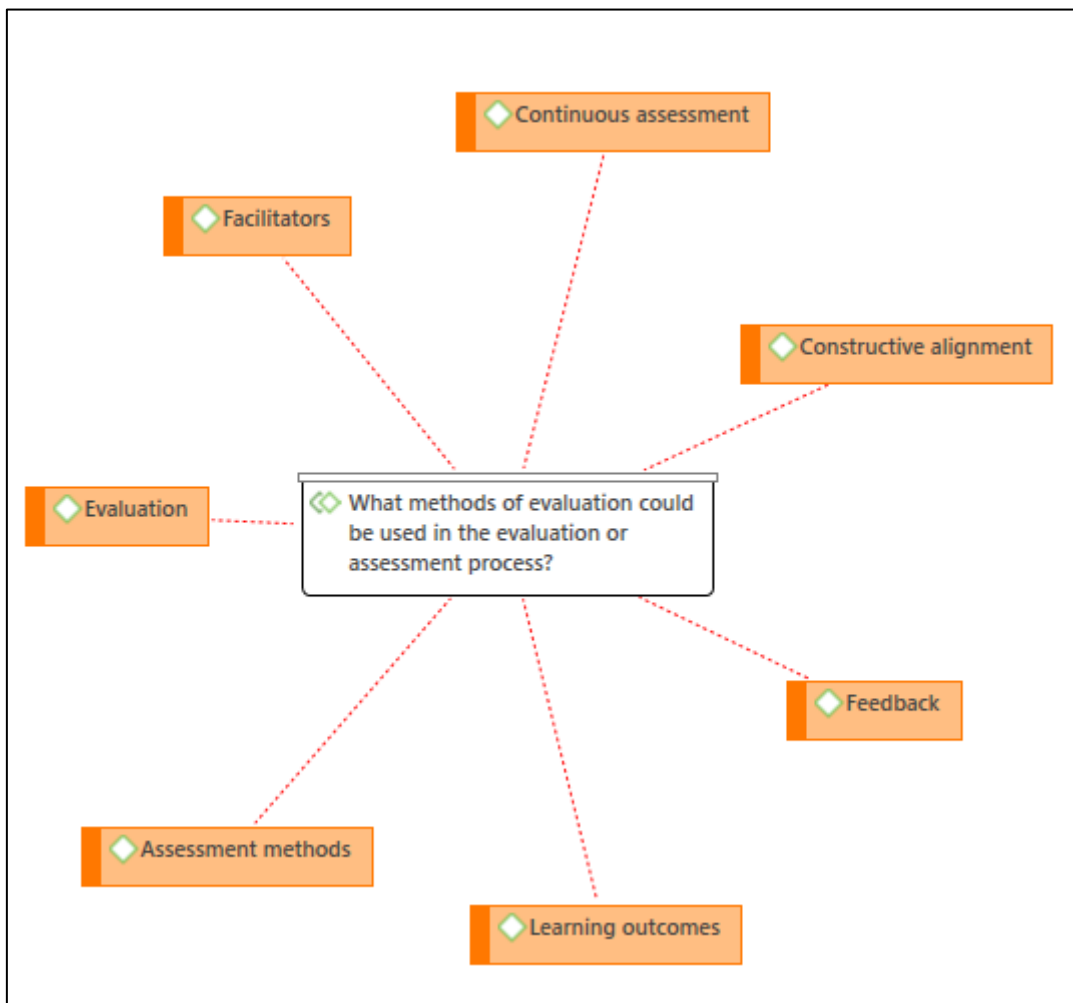 Continuous assessment
Facilitators
Constructive alignment
Evaluation
What methods of evaluation could
be used in the evaluation or
assessment process?
Feedback
Assessment methods
Learning outcomes